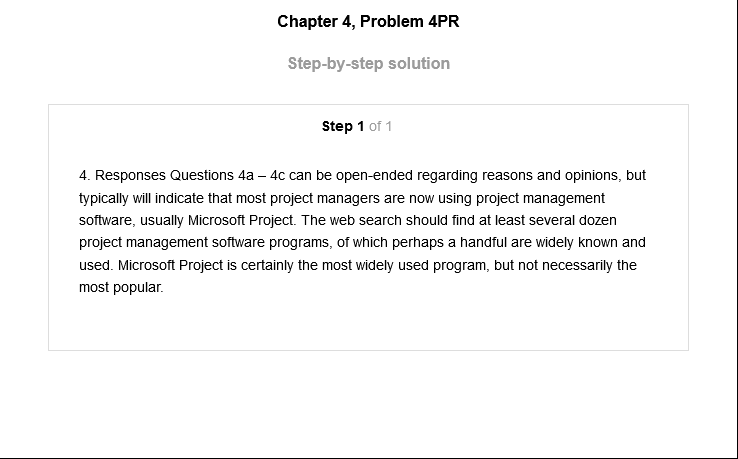 Chapter 4, Problem 4PR
Step-by-step solution
Step 1 of 1
4. Responses Questions 4a – 4c can be open-ended regarding reasons and opinions, but
typically will indicate that most project managers are now using project management
software, usually Microsoft Project. The web search should find at least several dozen
project management software programs, of which perhaps a handful are widely known and
used. Microsoft Project is certainly the most widely used program, but not necessarily the
most popular.